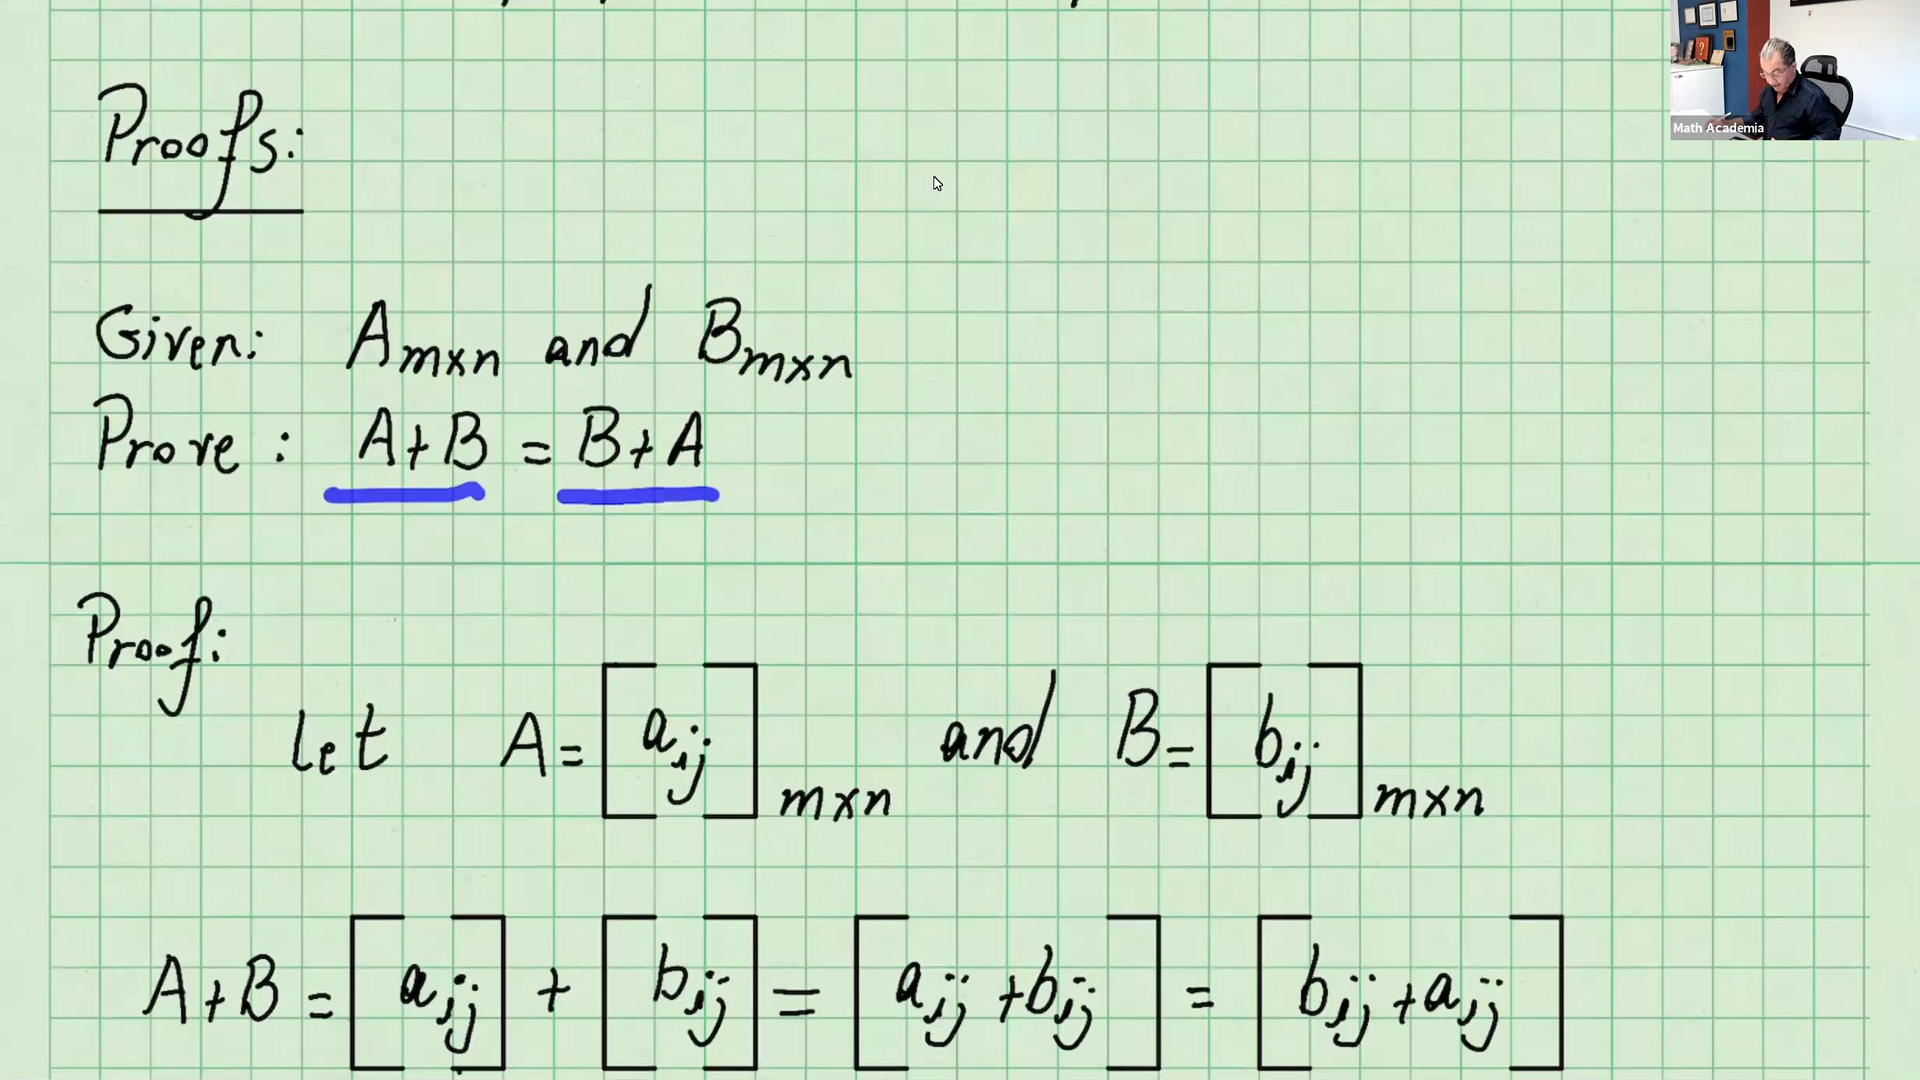 Math Academia
Proofs:
Given: Amxn and Bmxn
Prove: A+B = B+A
Proof:
let A= [aij] mxn and B= [bij] mxn
A+B = [aij] + [bij] = [aij+bij] = [bij+aij]